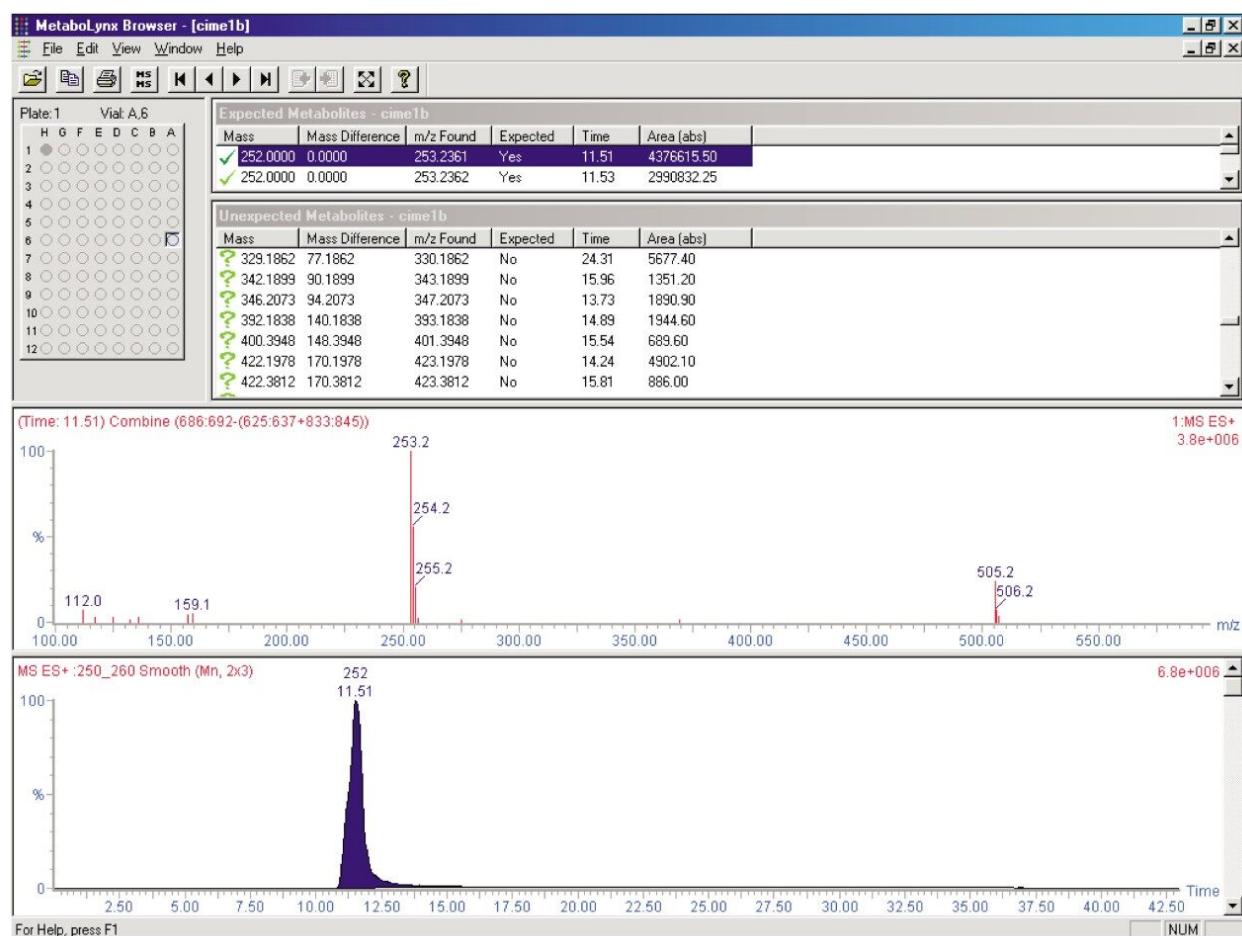 MetaboLynx Browser - [cime1b]
File Edit View Window Help
MS
MS
Plate:1 Vial: A,6
H G F E D C B A
1
2
3
4
5
6
7
8
9
10
11
12
Expected Metabolites - cime1b
Mass Mass Difference m/z Found Expected Time Area (abs)
252.0000 0.0000 253.2361 Yes 11.51 4376615.50
252.0000 0.0000 253.2362 Yes 11.53 2990832.25
Unexpected Metabolites - cime1b
Mass Mass Difference m/z Found Expected Time Area (abs)
329.1862 77.1862 330.1862 No 24.31 5677.40
342.1899 90.1899 343.1899 No 15.96 1351.20
346.2073 94.2073 347.2073 No 13.73 1890.90
392.1838 140.1838 393.1838 No 14.89 1944.60
400.3948 148.3948 401.3948 No 15.54 689.60
422.1978 170.1978 423.1978 No 14.24 4902.10
422.3812 170.3812 423.3812 No 15.81 886.00
(Time: 11.51) Combine (686:692-(625:637+833:845))
1:MS ES+
3.8e+006
253.2
100
254.2
%
255.2
505.2
506.2
112.0
159.1
0
m/z
100.00 150.00 200.00 250.00 300.00 350.00 400.00 450.00 500.00 550.00
MS ES+ :250_260 Smooth (Mn, 2x3)
252
11.51
6.8e+006
100
%
0
Time
2.50 5.00 7.50 10.00 12.50 15.00 17.50 20.00 22.50 25.00 27.50 30.00 32.50 35.00 37.50 40.00 42.50
For Help, press F1
NUM